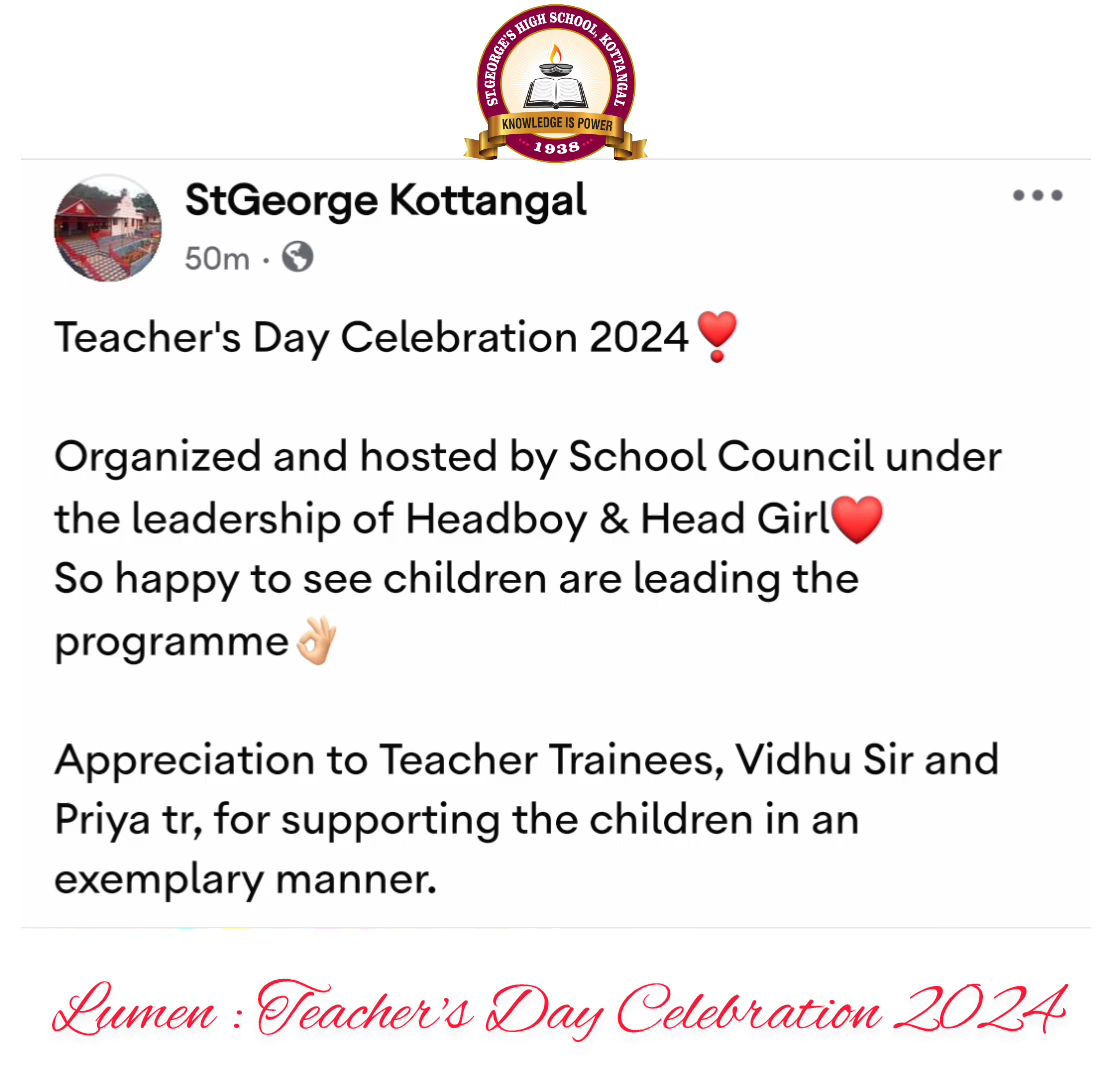 ST.GEORGE'S HIGH SCHOOL, KOTTANGAL
KNOWLEDGE IS POWER
1938
StGeorge Kottangal
50m ·
Teacher's Day Celebration 2024❣️
Organized and hosted by School Council under
the leadership of Headboy & Head Girl❤️
So happy to see children are leading the
programme👌🏻
Appreciation to Teacher Trainees, Vidhu Sir and
Priya tr, for supporting the children in an
exemplary manner.
Lumen : Teacher's Day Celebration 2024